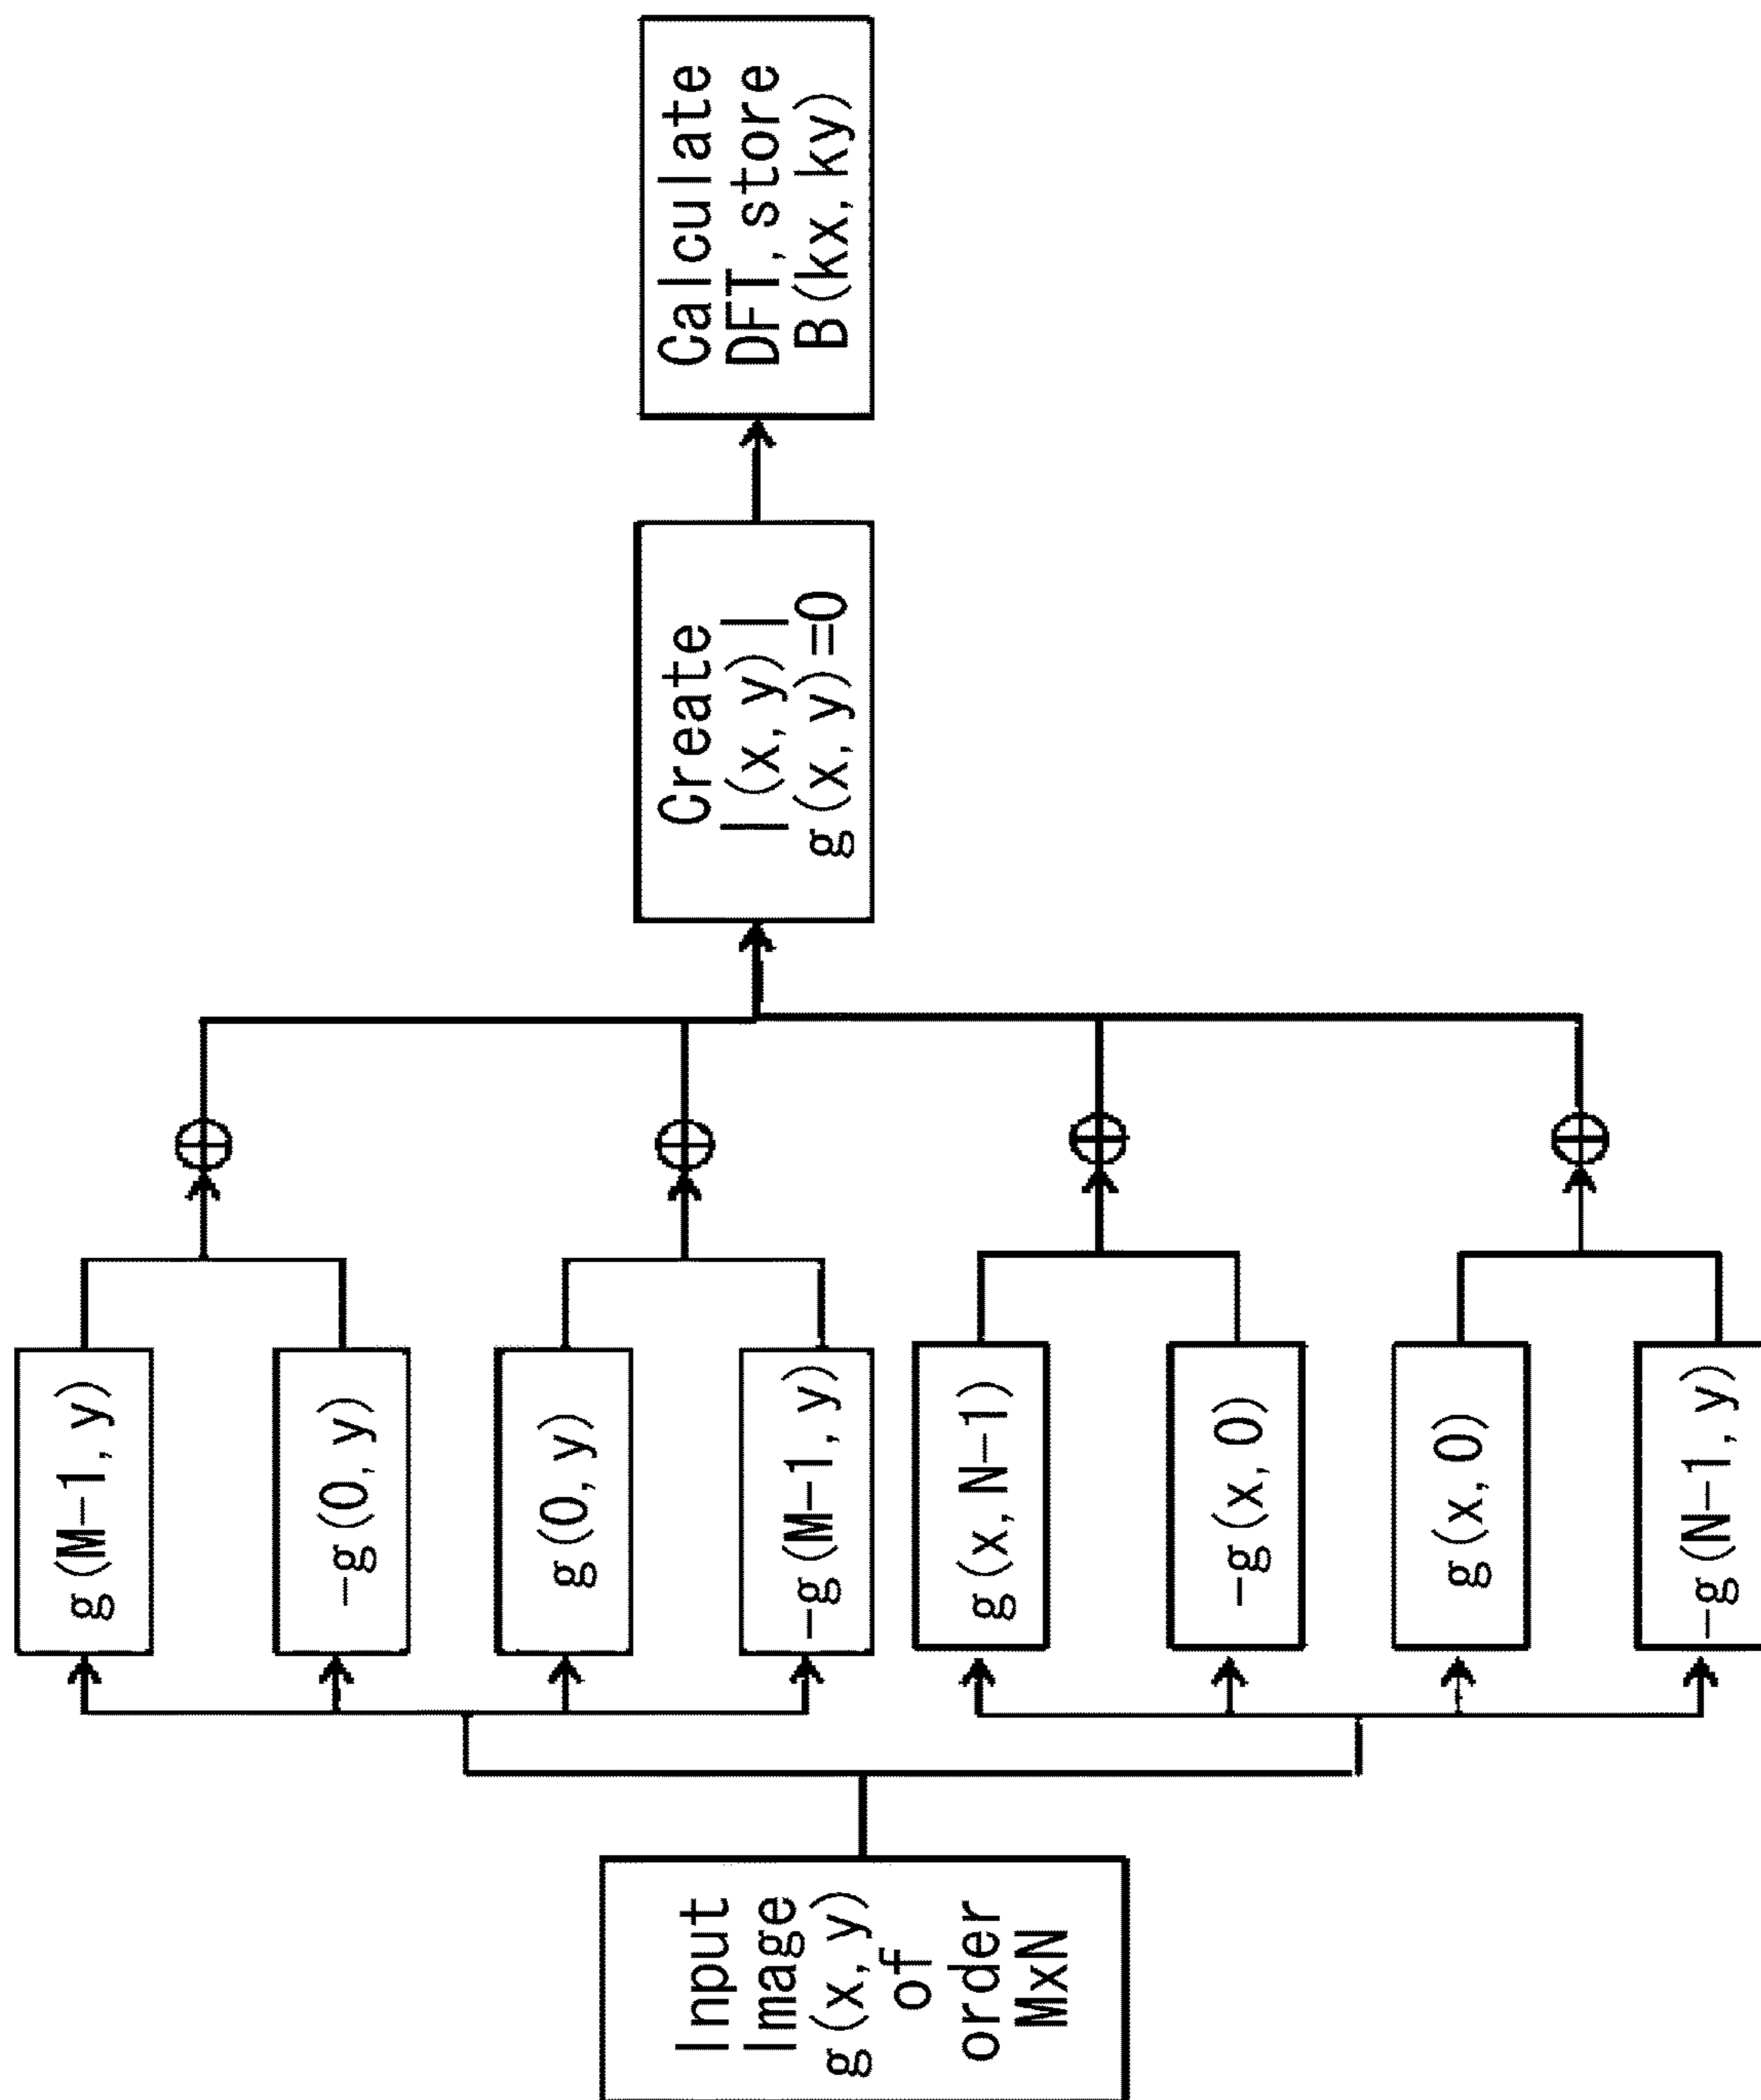 Input
Image
g(x,y)
of
order
MxN
g(M-1,y)
-g(0,y)
g(0,y)
-g(M-1,y)
g(x,N-1)
-g(x,0)
g(x,0)
-g(N-1,y)
Create
|(x,y)|
g(x,y)=0
Calculate
DFT,store
B(kx,ky)